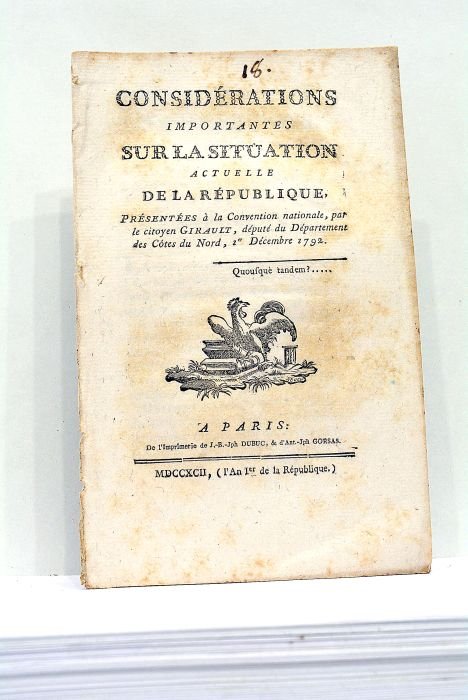 18.
CONSIDÉRATIONS
IMPORTANTES
SUR LA SITUATION
ACTUELLE
DE LA RÉPUBLIQUE,
PRÉSENTÉES à la Convention nationale, par
le citoyen GIRAULT, député du Département
des Côtes du Nord, 1er Décembre 1792.
Quousquè tandem?.....
A PARIS:
De l'Imprimerie de J.-B.-Jph DUBUC, & d'Ant.-Jph GORSAS.
MDCCXCII, (l'An Ier de la République.)